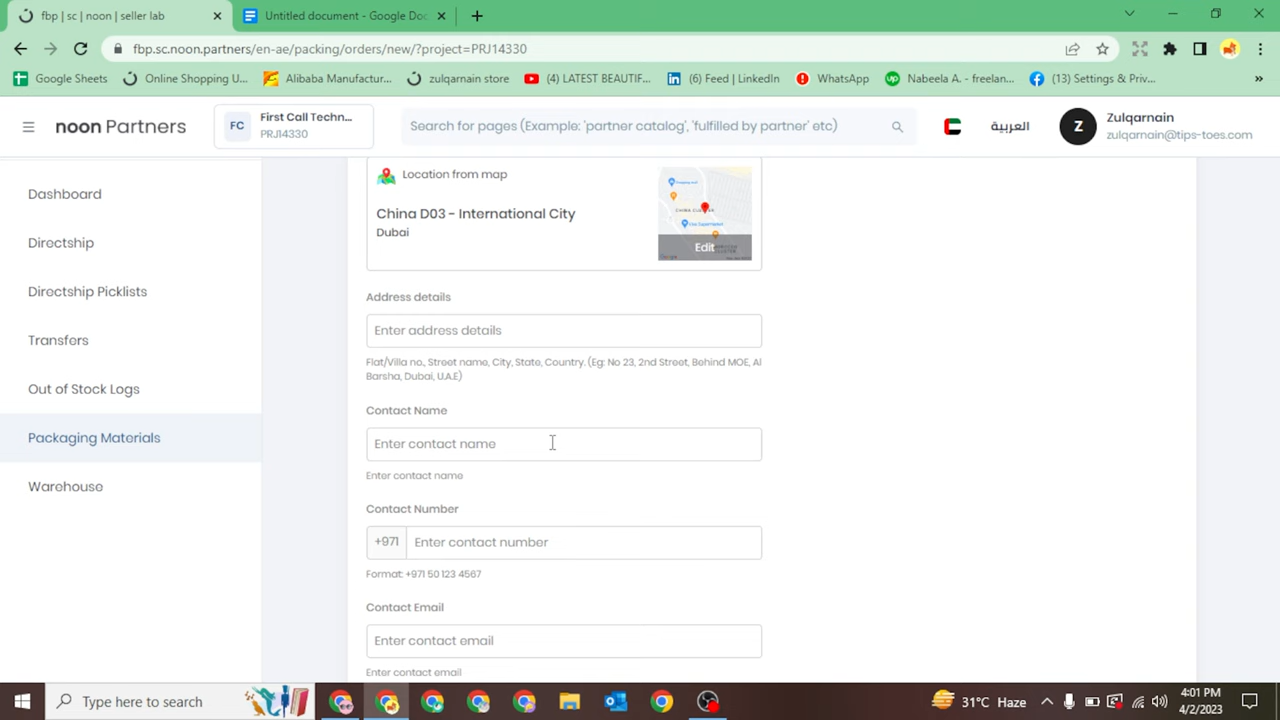 fbp | sc | noon | seller lab
Untitled document - Google Doc
fbp.sc.noon.partners/en-ae/packing/orders/new/?project=PRJ14330
Google Sheets
Online Shopping U...
Alibaba Manufactur...
zulqarnain store
(4) LATEST BEAUTIF...
(6) Feed | LinkedIn
WhatsApp
Nabeela A. - freelan...
(13) Settings & Priv...
»
noon Partners
FC
First Call Techn...
PRJ14330
Search for pages (Example: 'partner catalog', 'fulfilled by partner' etc)
العربية
Z
Zulqarnain
zulqarnain@tips-toes.com
Dashboard
Directship
Directship Picklists
Transfers
Out of Stock Logs
Packaging Materials
Warehouse
Location from map
China D03 - International City
Dubai
Edit
Address details
Enter address details
Flat/Villa no., Street name, City, State, Country. (Eg: No 23, 2nd Street, Behind MOE, Al
Barsha, Dubai, U.A.E)
Contact Name
Enter contact name
Enter contact name
Contact Number
+971
Enter contact number
Format: +971 50 123 4567
Contact Email
Enter contact email
Enter contact email
Type here to search
31°C Haze
4:01 PM
4/2/2023